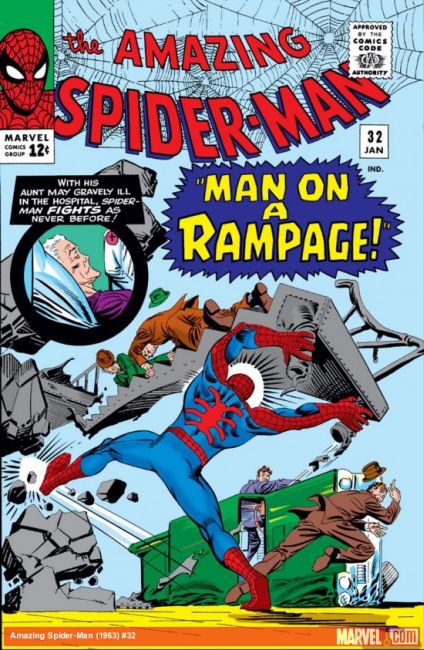 the AMAZING
SPIDER-MAN
APPROVED
BY THE
COMICS
CODE
CA
AUTHORITY
MARVEL
COMICS
GROUP 12¢
32
JAN
IND.
WITH HIS
AUNT MAY GRAVELY ILL
IN THE HOSPITAL, SPIDER-
MAN FIGHTS AS
NEVER BEFORE!
"MAN ON
A
RAMPAGE!"
Amazing Spider-Man (1963) #32
MARVEL.com